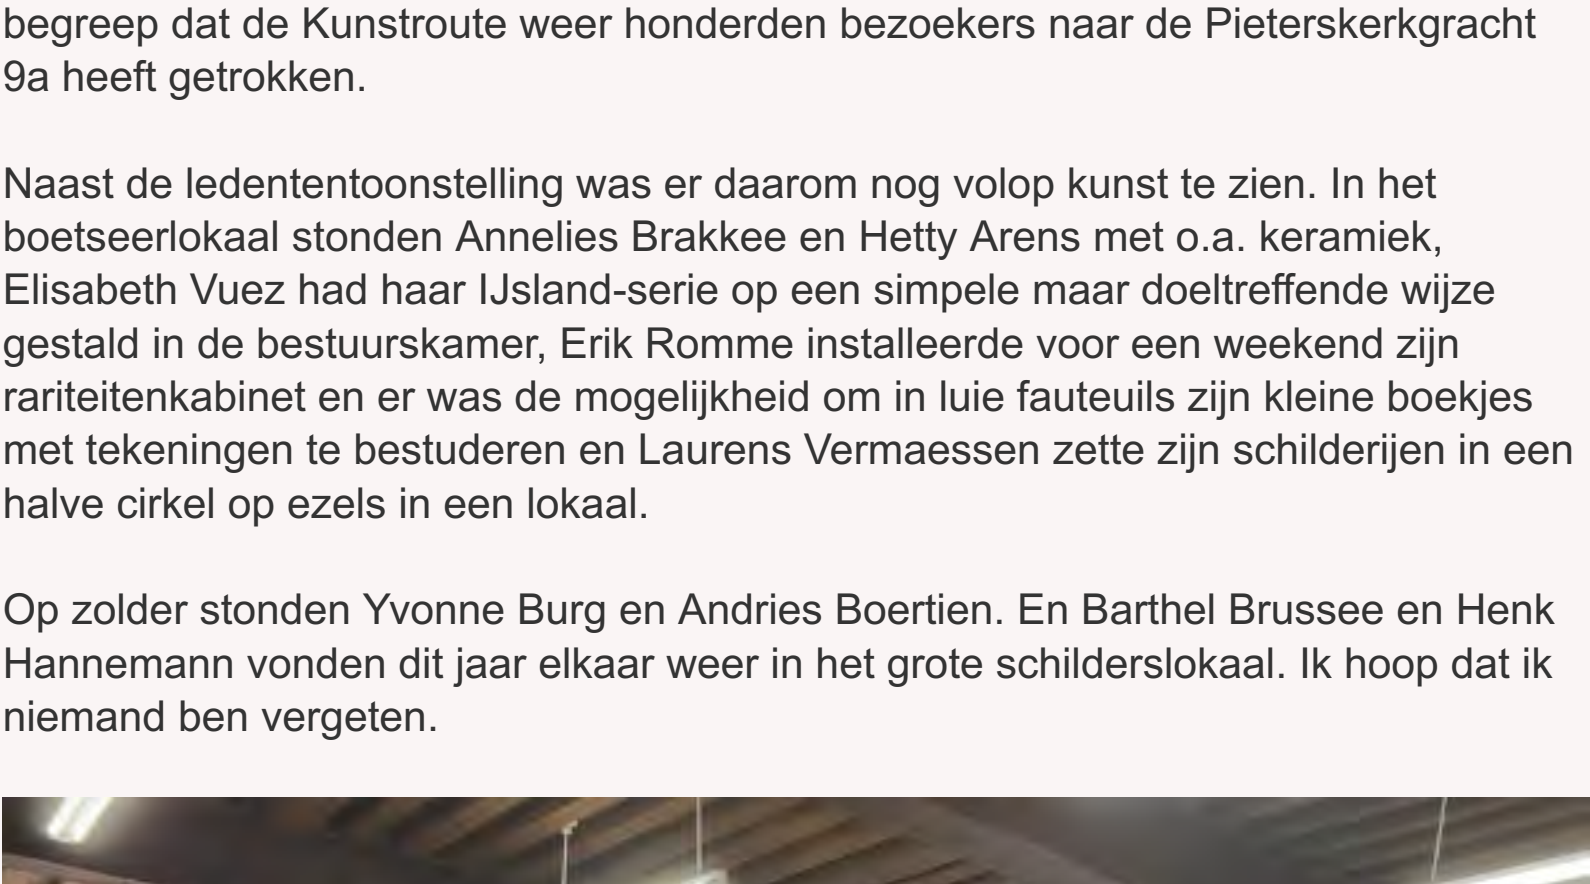 begreep dat de Kunstroute weer honderden bezoekers naar de Pieterskerkgracht
9a heeft getrokken.
Naast de ledententoonstelling was er daarom nog volop kunst te zien. In het
boetseerlokaal stonden Annelies Brakkee en Hetty Arens met o.a. keramiek,
Elisabeth Vuez had haar IJsland-serie op een simpele maar doeltreffende wijze
gestald in de bestuurskamer, Erik Romme installeerde voor een weekend zijn
rariteitenkabinet en er was de mogelijkheid om in luie fauteuils zijn kleine boekjes
met tekeningen te bestuderen en Laurens Vermaessen zette zijn schilderijen in een
halve cirkel op ezels in een lokaal.
Op zolder stonden Yvonne Burg en Andries Boertien. En Barthel Brussee en Henk
Hannemann vonden dit jaar elkaar weer in het grote schilderslokaal. Ik hoop dat ik
niemand ben vergeten.